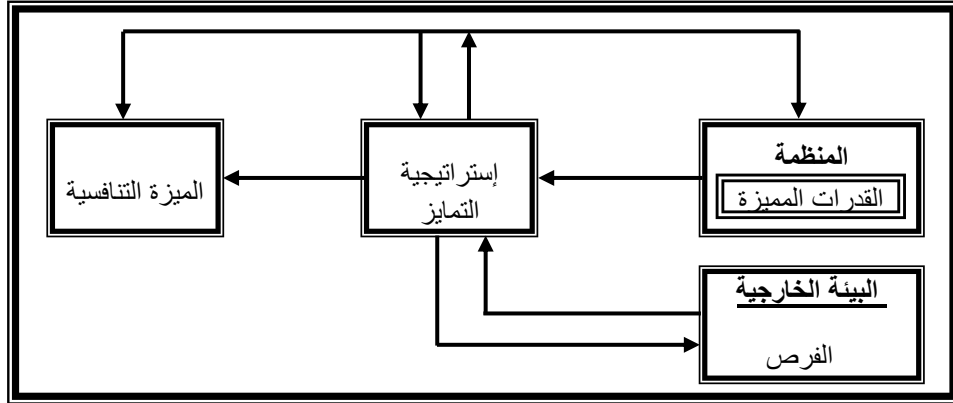 المنظمة
القدرات المميزة
إستراتيجية
التمايز
الميزة التنافسية
البيئة الخارجية
الفرص